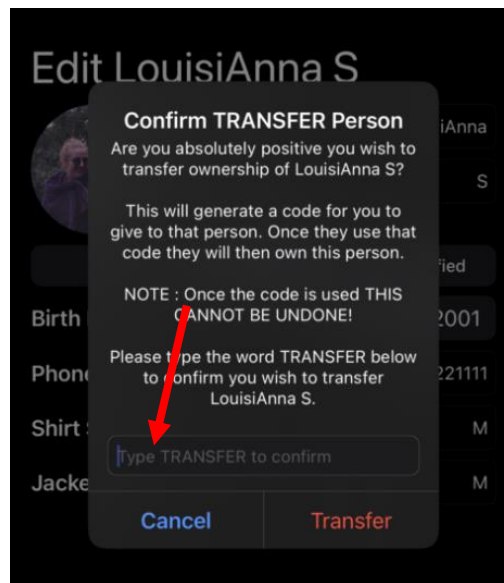 Edit LouisiAnna S
Confirm TRANSFER Person
Are you absolutely positive you wish to
transfer ownership of LouisiAnna S?
This will generate a code for you to
give to that person. Once they use that
code they will then own this person.
NOTE : Once the code is used THIS
CANNOT BE UNDONE!
Please type the word TRANSFER below
to confirm you wish to transfer
LouisiAnna S.
Type TRANSFER to confirm
Cancel Transfer
iAnna
S
fied
Birth 2001
Phone 221111
Shirt M
Jacke M